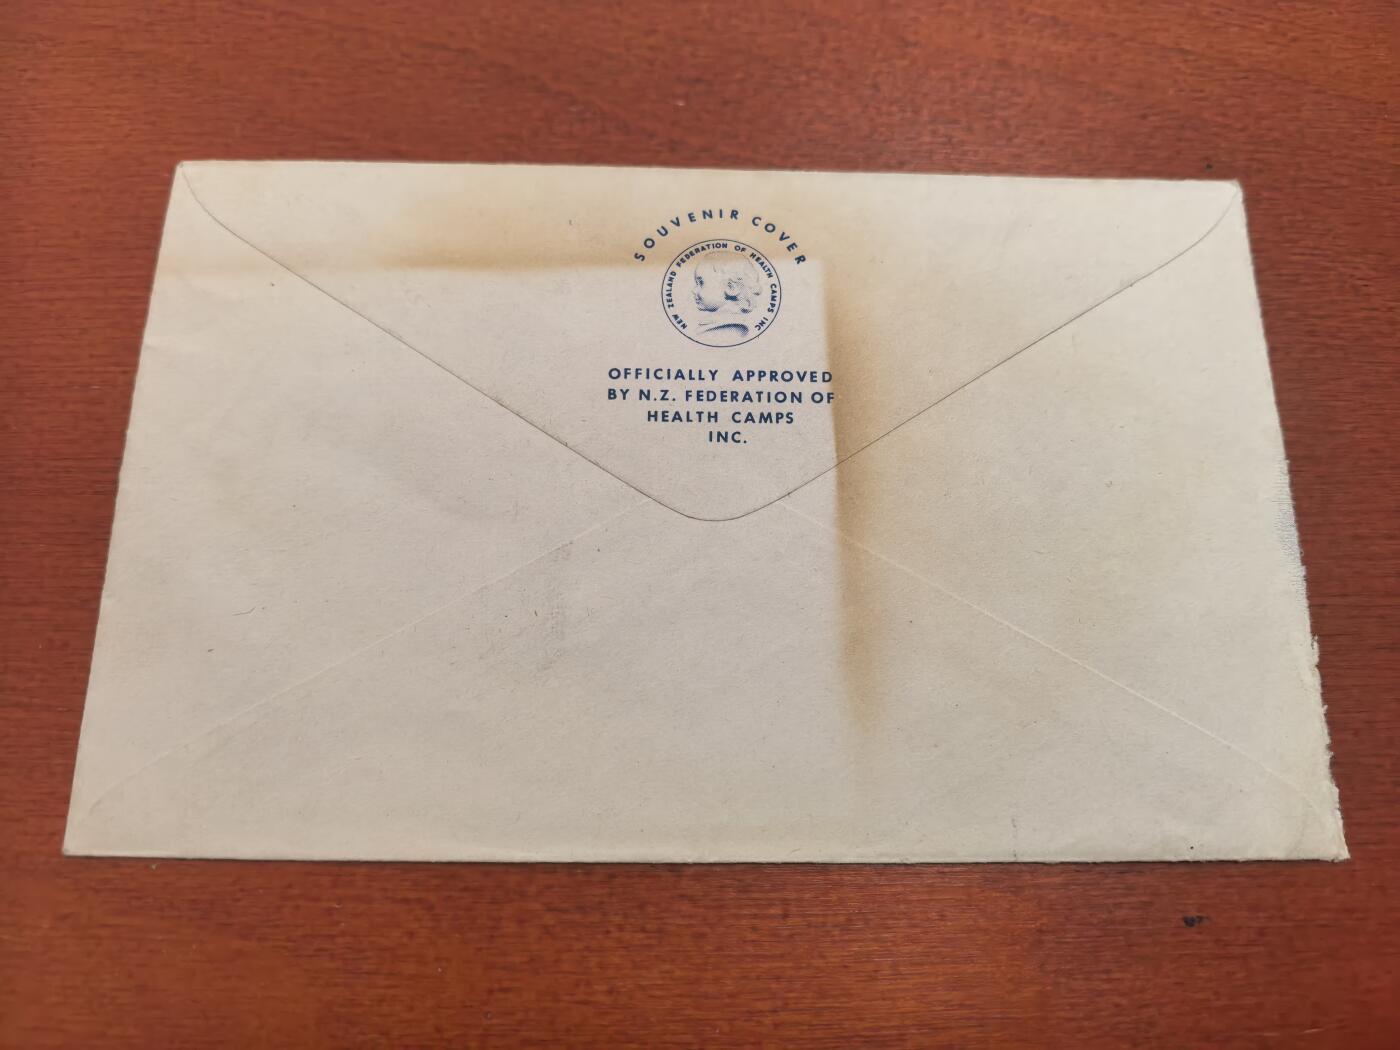 SOUVENIR COVER
NEW ZEALAND FEDERATION OF HEALTH CAMPS INC
OFFICIALLY APPROVED
BY N.Z. FEDERATION OF
HEALTH CAMPS
INC.